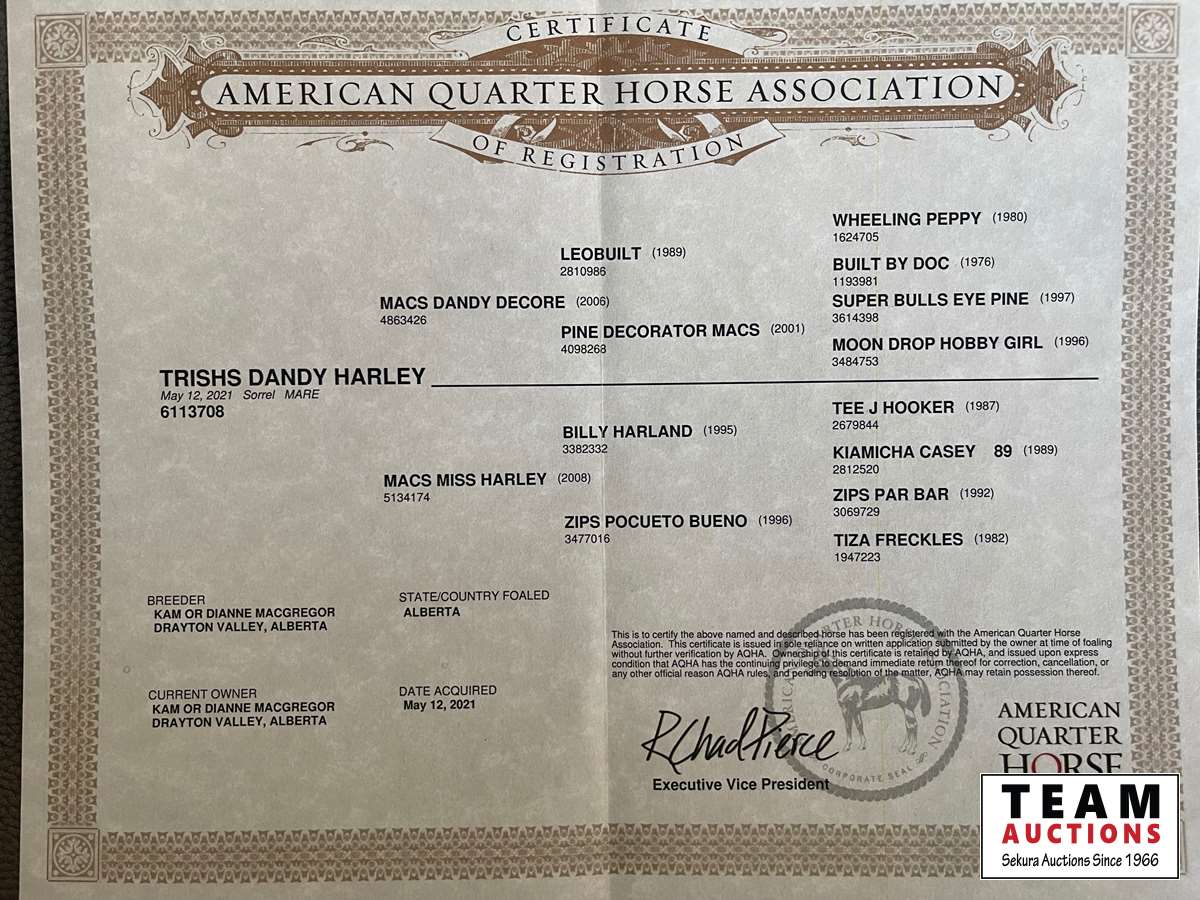 CERTIFICATE
AMERICAN QUARTER HORSE ASSOCIATION
OF REGISTRATION
WHEELING PEPPY (1980)
1624705
LEOBUILT (1989)
2810986
BUILT BY DOC (1976)
1193981
MACS DANDY DECORE (2006)
4863426
SUPER BULLS EYE PINE (1997)
3614398
PINE DECORATOR MACS (2001)
4098268
MOON DROP HOBBY GIRL (1996)
3484753
TRISHS DANDY HARLEY
May 12, 2021 Sorrel MARE
6113708
TEE J HOOKER (1987)
2679844
BILLY HARLAND (1995)
3382332
KIAMICHA CASEY 89 (1989)
2812520
MACS MISS HARLEY (2008)
5134174
ZIPS PAR BAR (1992)
3069729
ZIPS POCUETO BUENO (1996)
3477016
TIZA FRECKLES (1982)
1947223
BREEDER
KAM OR DIANNE MACGREGOR
DRAYTON VALLEY, ALBERTA
STATE/COUNTRY FOALED
ALBERTA
CURRENT OWNER
KAM OR DIANNE MACGREGOR
DRAYTON VALLEY, ALBERTA
DATE ACQUIRED
May 12, 2021
This is to certify the above named and described horse has been registered with the American Quarter Horse
Association. This certificate is issued in sole reliance on written application submitted by the owner at time of foaling
without further verification by AQHA. Ownership of this certificate is retained by AQHA, and issued upon express
condition that AQHA has the continuing privilege to demand immediate return thereof for correction, cancellation, or
any other official reason AQHA rules, and pending resolution of the matter, AQHA may retain possession thereof.
R Chad Pierce
Executive Vice President
CORPORATE SEAL
AMERICAN
QUARTER
HORSE
TEAM
AUCTIONS
Sekura Auctions Since 1966